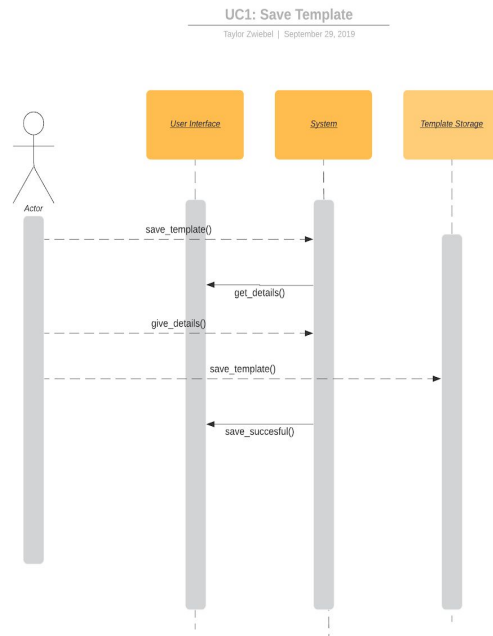 UC1: Save Template
Taylor Zwiebel | September 29, 2019
User Interface
System
Template Storage
Actor
save_template()
get_details()
give_details()
save_template()
save_succesful()